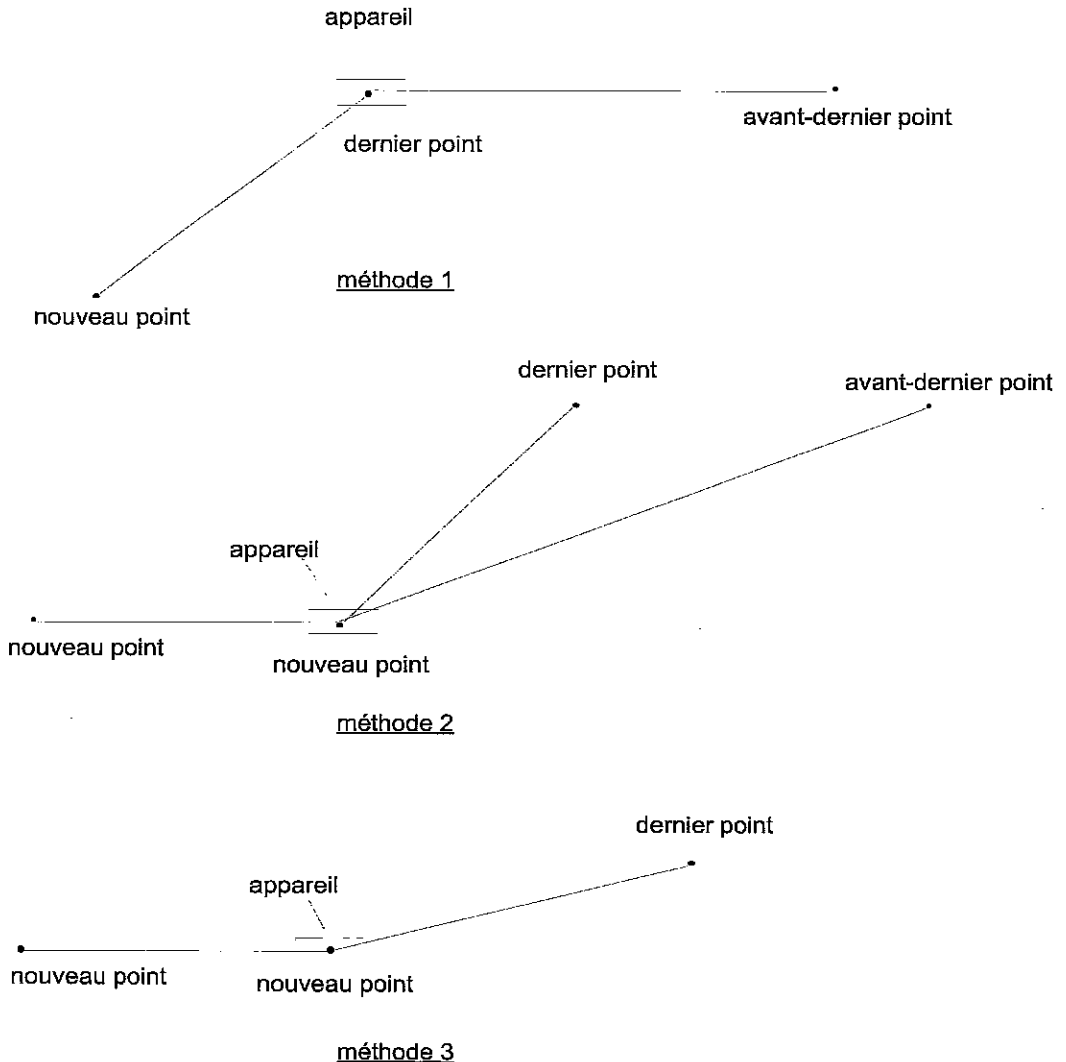 appareil
avant-dernier point
dernier point
méthode 1
nouveau point
dernier point
avant-dernier point
appareil
nouveau point
nouveau point
méthode 2
dernier point
appareil
nouveau point
nouveau point
méthode 3